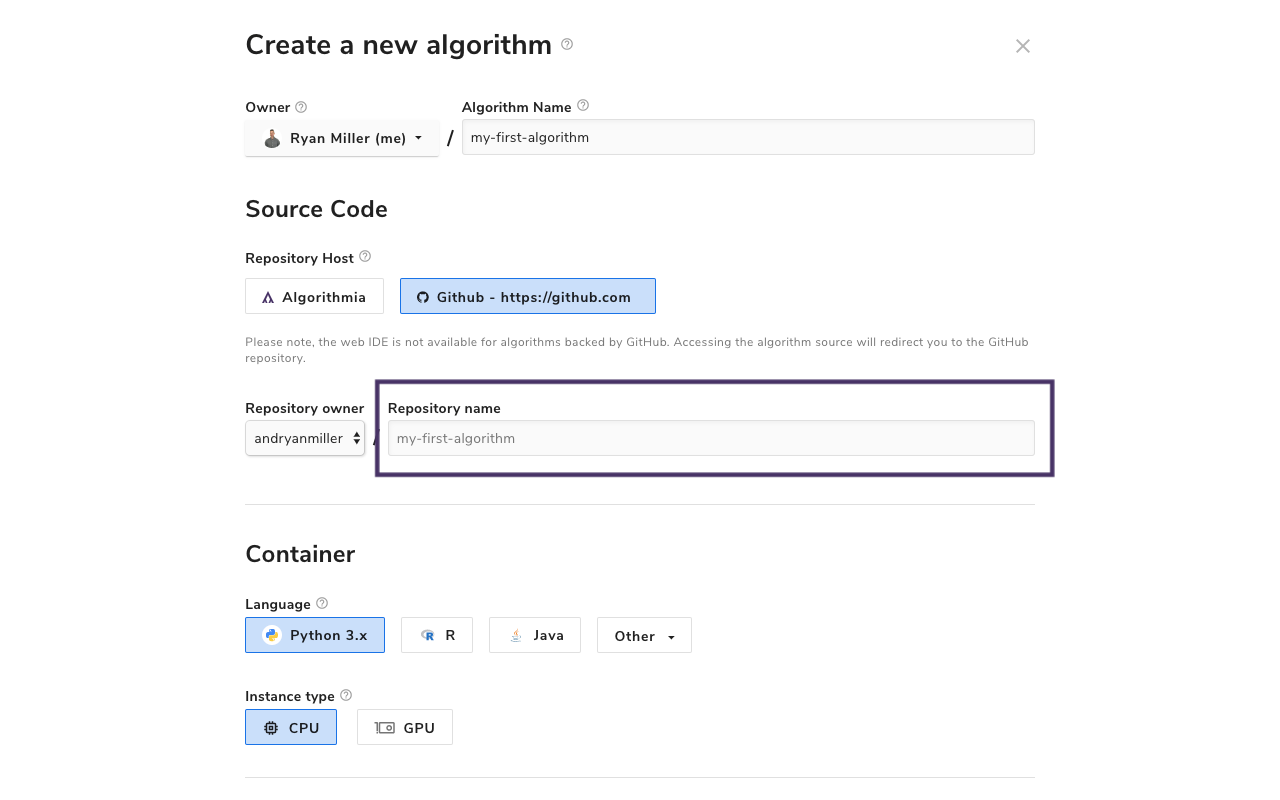 Create a new algorithm
Owner
Algorithm Name
Ryan Miller (me)
/
my-first-algorithm
Source Code
Repository Host
Algorithmia
Github - https://github.com
Please note, the web IDE is not available for algorithms backed by GitHub. Accessing the algorithm source will redirect you to the GitHub
repository.
Repository owner
Repository name
andryanmiller
/
my-first-algorithm
Container
Language
Python 3.x
R
Java
Other
Instance type
CPU
GPU